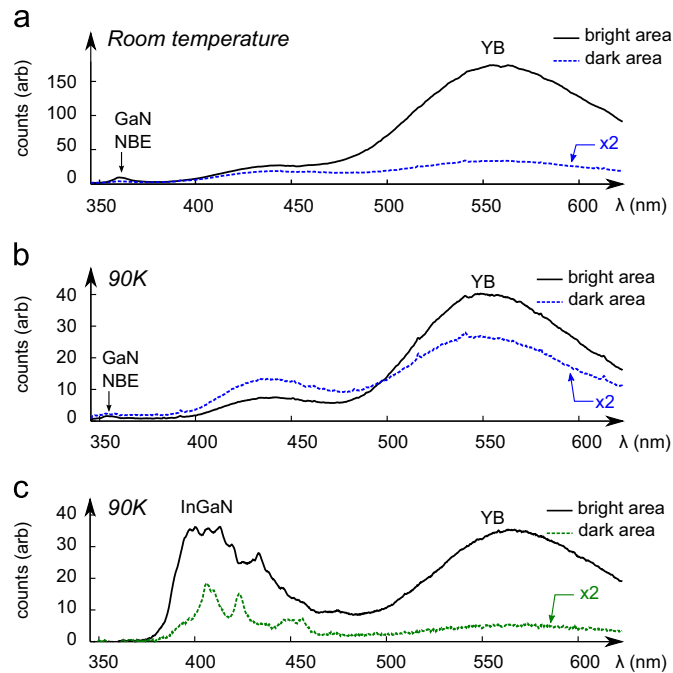 a
Room temperature
YB
bright area
dark area
counts (arb)
150
100
50
0
GaN
NBE
x2
350 400 450 500 550 600 λ (nm)
b
90K
YB
bright area
dark area
counts (arb)
40
30
20
10
0
GaN
NBE
x2
350 400 450 500 550 600 λ (nm)
c
90K
InGaN
YB
bright area
dark area
counts (arb)
40
30
20
10
0
x2
350 400 450 500 550 600 λ (nm)